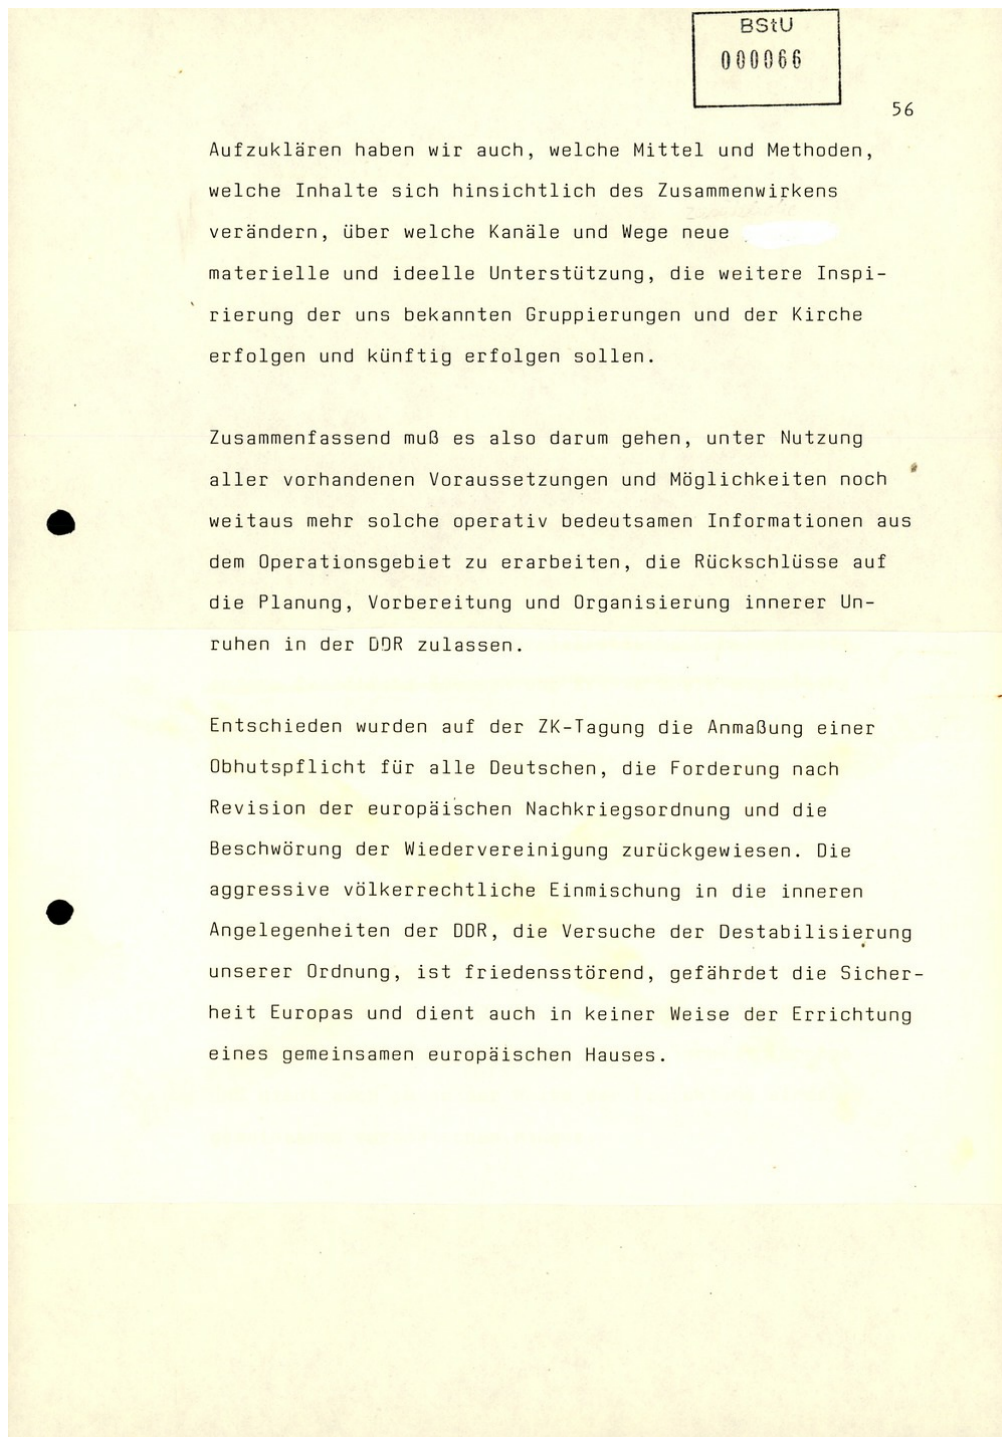 BStU
000066
56
Aufzuklären haben wir auch, welche Mittel und Methoden,
welche Inhalte sich hinsichtlich des Zusammenwirkens
verändern, über welche Kanäle und Wege neue
materielle und ideelle Unterstützung, die weitere Inspi-
rierung der uns bekannten Gruppierungen und der Kirche
erfolgen und künftig erfolgen sollen.
Zusammenfassend muß es also darum gehen, unter Nutzung
aller vorhandenen Voraussetzungen und Möglichkeiten noch
weitaus mehr solche operativ bedeutsamen Informationen aus
dem Operationsgebiet zu erarbeiten, die Rückschlüsse auf
die Planung, Vorbereitung und Organisierung innerer Un-
ruhen in der DDR zulassen.
Entschieden wurden auf der ZK-Tagung die Anmaßung einer
Obhutspflicht für alle Deutschen, die Forderung nach
Revision der europäischen Nachkriegsordnung und die
Beschwörung der Wiedervereinigung zurückgewiesen. Die
aggressive völkerrechtliche Einmischung in die inneren
Angelegenheiten der DDR, die Versuche der Destabilisierung
unserer Ordnung, ist friedensstörend, gefährdet die Sicher-
heit Europas und dient auch in keiner Weise der Errichtung
eines gemeinsamen europäischen Hauses.